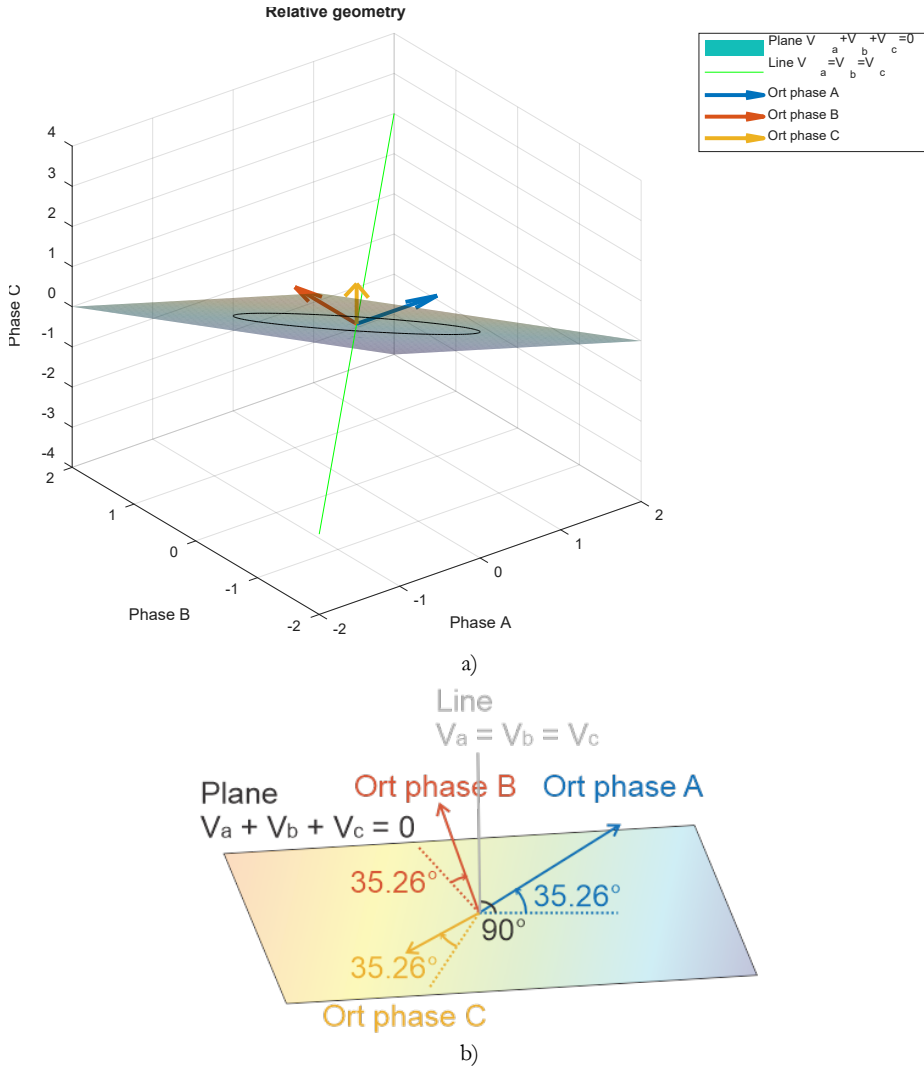 Relative geometry
Plane V a+V b+V c=0
Line V a=V b=V c
Ort phase A
Ort phase B
Ort phase C
4
3
2
1
0
-1
-2
-3
-4
Phase C
2
1
0
-1
-2
Phase B
-2
-1
0
1
2
Phase A
a)
Line
Va = Vb = Vc
Ort phase B
Ort phase A
Plane
Va + Vb + Vc = 0
35.26°
35.26°
90°
35.26°
Ort phase C
b)